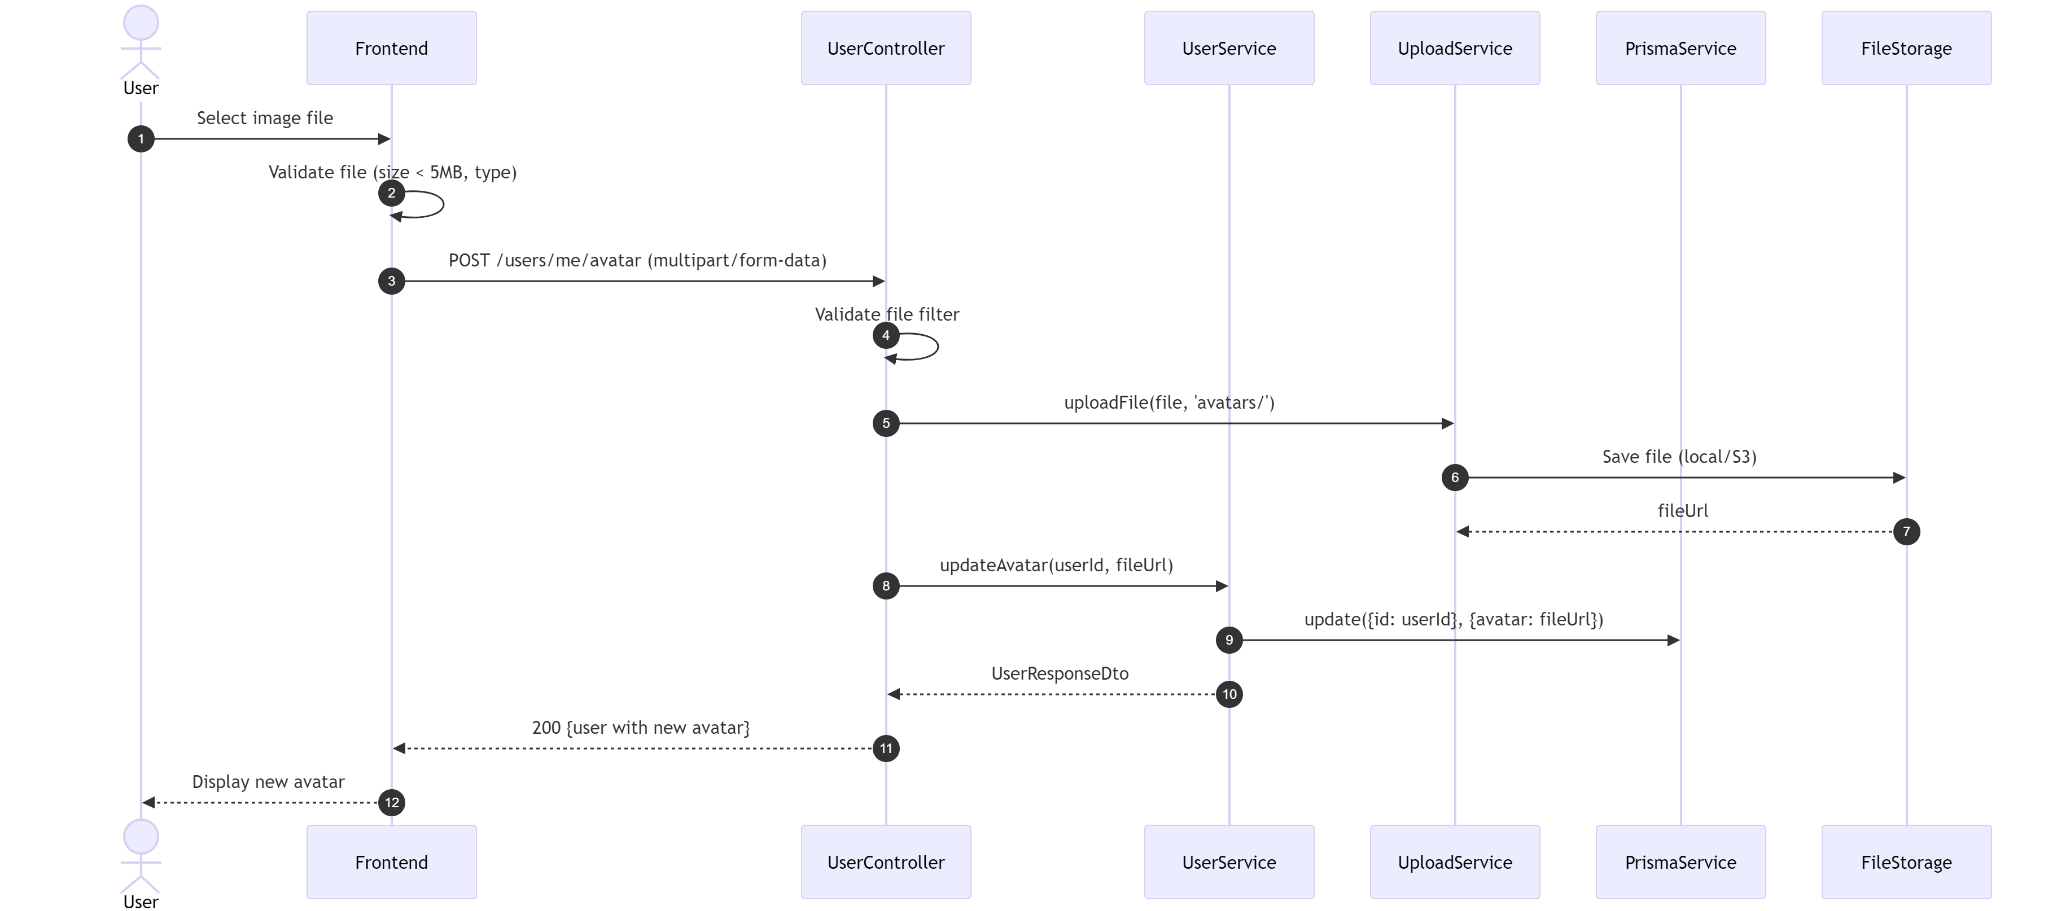 User
Frontend
UserController
UserService
UploadService
PrismaService
FileStorage
Select image file
1
Validate file (size < 5MB, type)
2
POST /users/me/avatar (multipart/form-data)
3
Validate file filter
4
uploadFile(file, 'avatars/')
5
Save file (local/S3)
6
fileUrl
7
updateAvatar(userId, fileUrl)
8
update({id: userId}, {avatar: fileUrl})
9
UserResponseDto
10
200 {user with new avatar}
11
Display new avatar
12
User
Frontend
UserController
UserService
UploadService
PrismaService
FileStorage